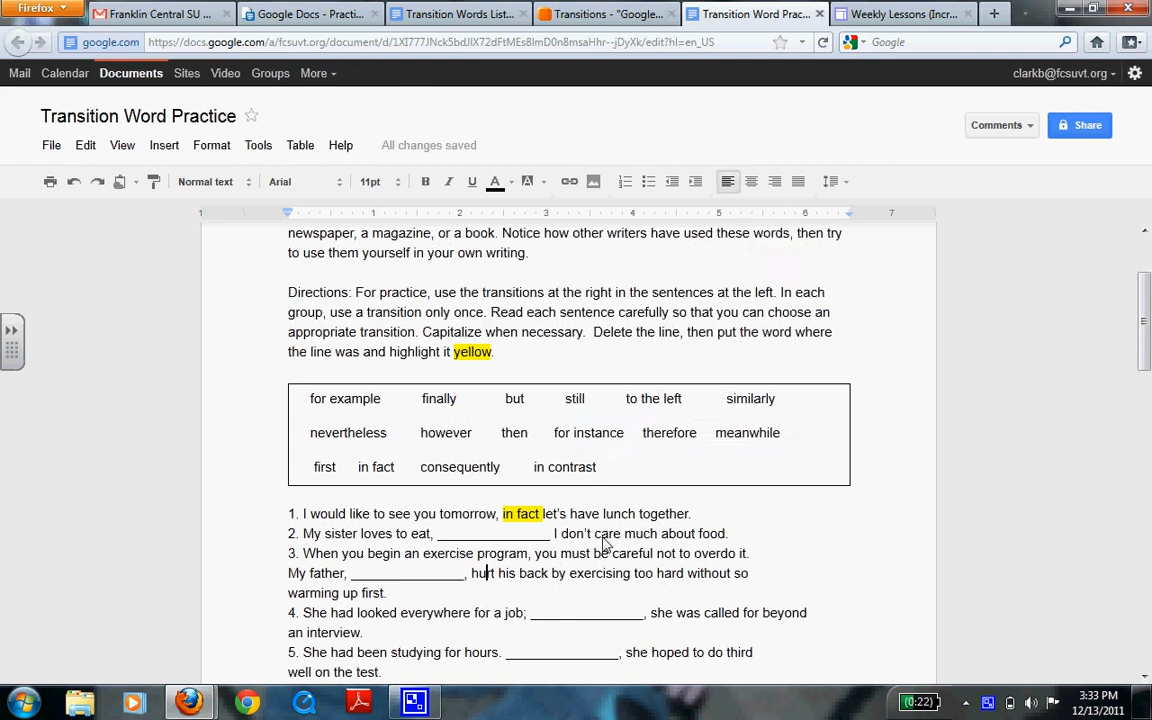 Firefox
Franklin Central SU ...
Google Docs - Practi...
Transition Words List...
Transitions - "Google...
Transition Word Prac...
Weekly Lessons (Incr...
google.com
https://docs.google.com/a/fcsuvt.org/document/d/1XI777JNck5bdJlX72dFtMEs8lmD0n8msaHhr--jDyXk/edit?hl=en_US
Google
Mail Calendar Documents Sites Video Groups More
clarkb@fcsuvt.org
Transition Word Practice
Comments
Share
File Edit View Insert Format Tools Table Help All changes saved
Normal text Arial 11pt B I U A A
1 1 2 3 4 5 6 7
newspaper, a magazine, or a book. Notice how other writers have used these words, then try
to use them yourself in your own writing.
Directions: For practice, use the transitions at the right in the sentences at the left. In each
group, use a transition only once. Read each sentence carefully so that you can choose an
appropriate transition. Capitalize when necessary. Delete the line, then put the word where
the line was and highlight it yellow.
for example finally but still to the left similarly
nevertheless however then for instance therefore meanwhile
first in fact consequently in contrast
1. I would like to see you tomorrow, in fact let's have lunch together.
2. My sister loves to eat, ______________ I don't care much about food.
3. When you begin an exercise program, you must be careful not to overdo it.
My father, ______________, hurt his back by exercising too hard without so
warming up first.
4. She had looked everywhere for a job; ______________, she was called for beyond
an interview.
5. She had been studying for hours. ______________, she hoped to do third
well on the test.
(0:22)
3:33 PM
12/13/2011